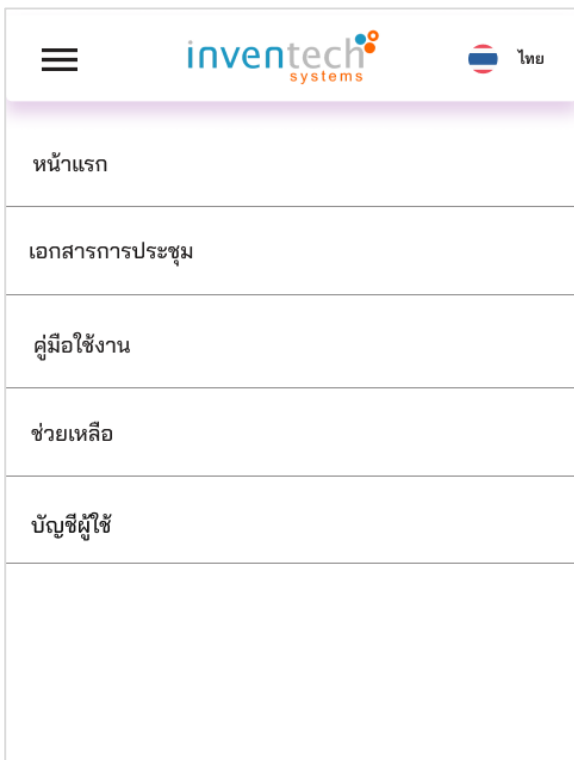 inventech
systems
ไทย
หน้าแรก
เอกสารการประชุม
คู่มือใช้งาน
ช่วยเหลือ
บัญชีผู้ใช้